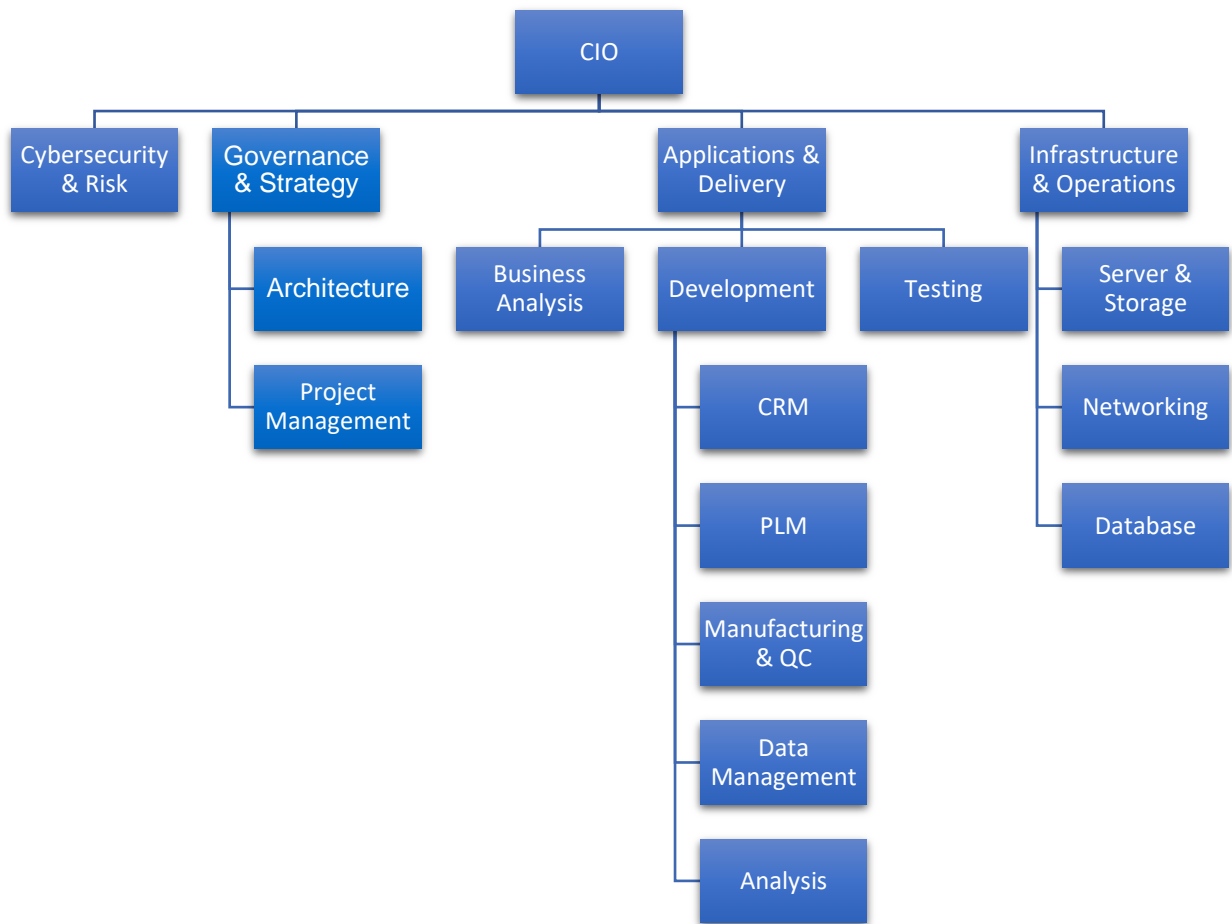 CIO
Cybersecurity
& Risk
Governance
& Strategy
Applications &
Delivery
Infrastructure
& Operations
Architecture
Project
Management
Business
Analysis
Development
Testing
CRM
PLM
Manufacturing
& QC
Data
Management
Analysis
Server &
Storage
Networking
Database